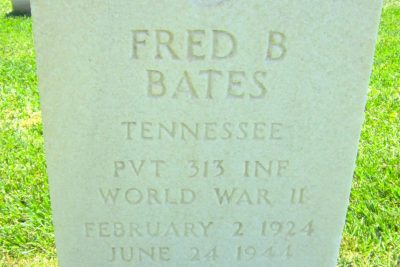 FRED B
BATES
TENNESSEE
PVT 313 INF
WORLD WAR II
FEBRUARY 2 1924
JUNE 24 1944